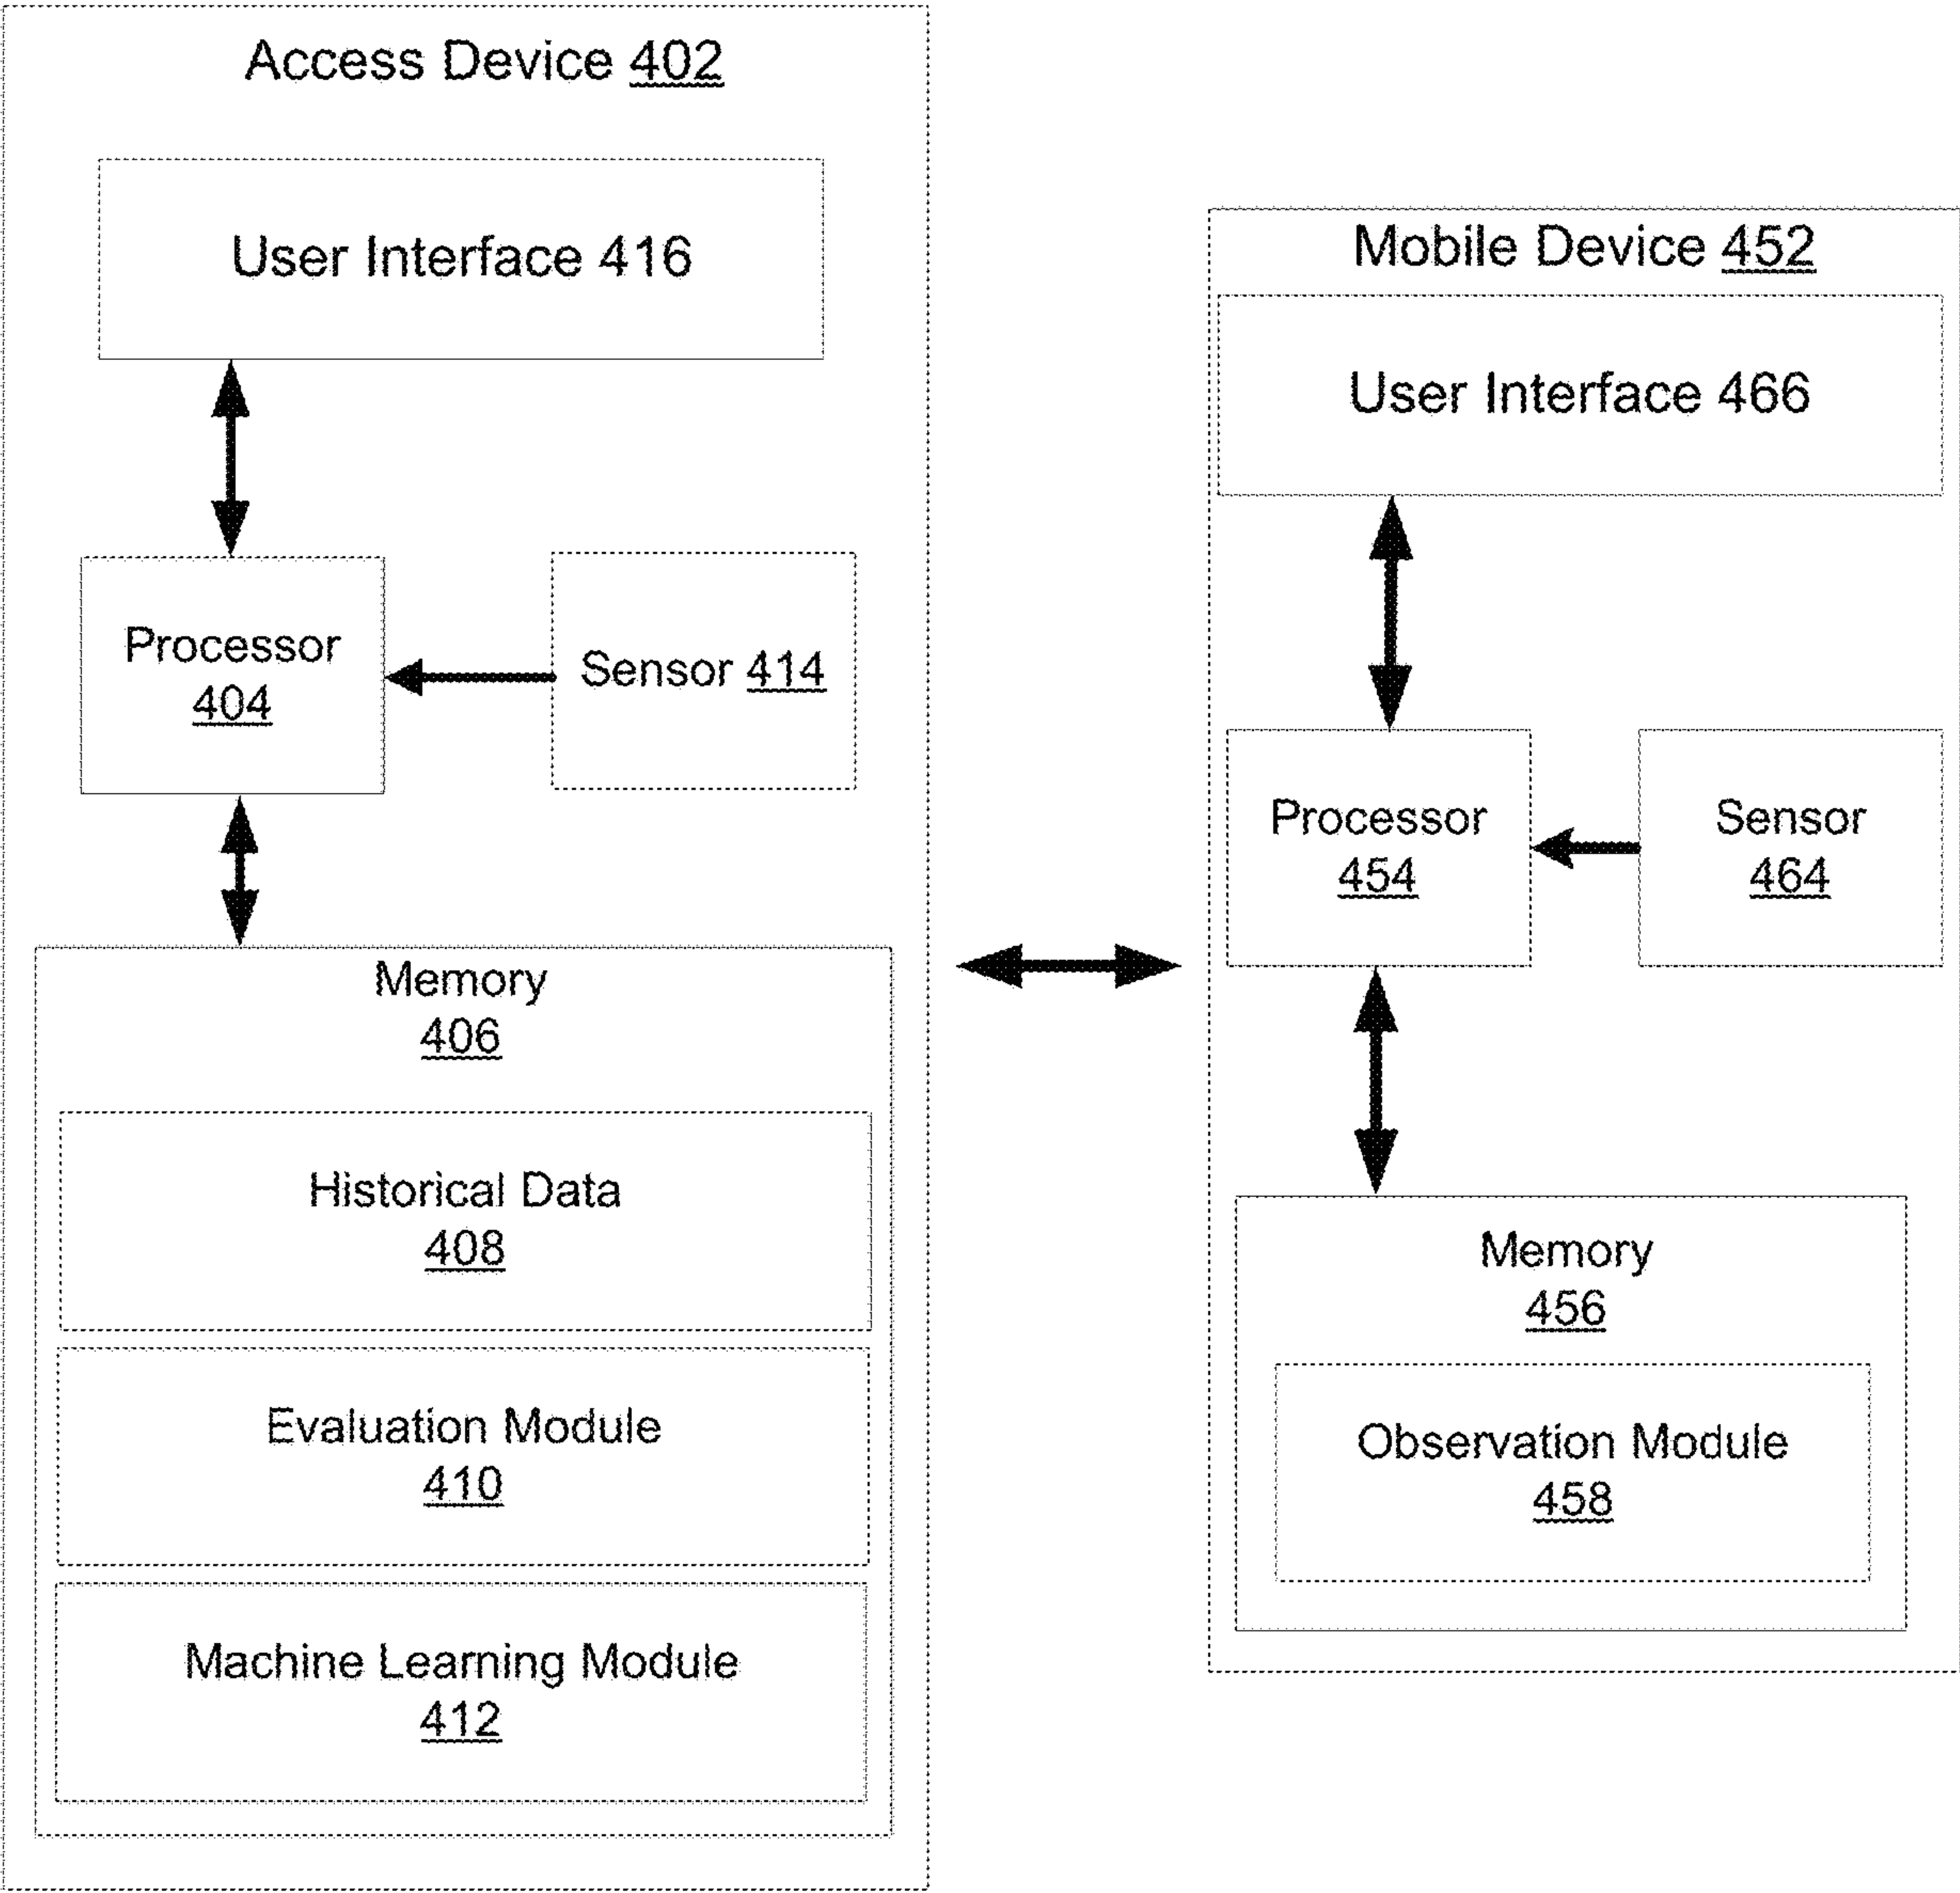 Access Device 402
User Interface 416
Processor
404
Sensor 414
Memory
406
Historical Data
408
Evaluation Module
410
Machine Learning Module
412
Mobile Device 452
User Interface 466
Processor
454
Sensor
464
Memory
456
Observation Module
458